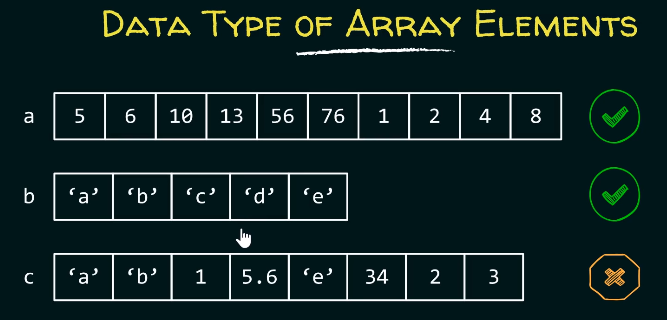 Data Type of Array Elements
a 5 6 10 13 56 76 1 2 4 8
b ‘a’ ‘b’ ‘c’ ‘d’ ‘e’
c ‘a’ ‘b’ 1 5.6 ‘e’ 34 2 3